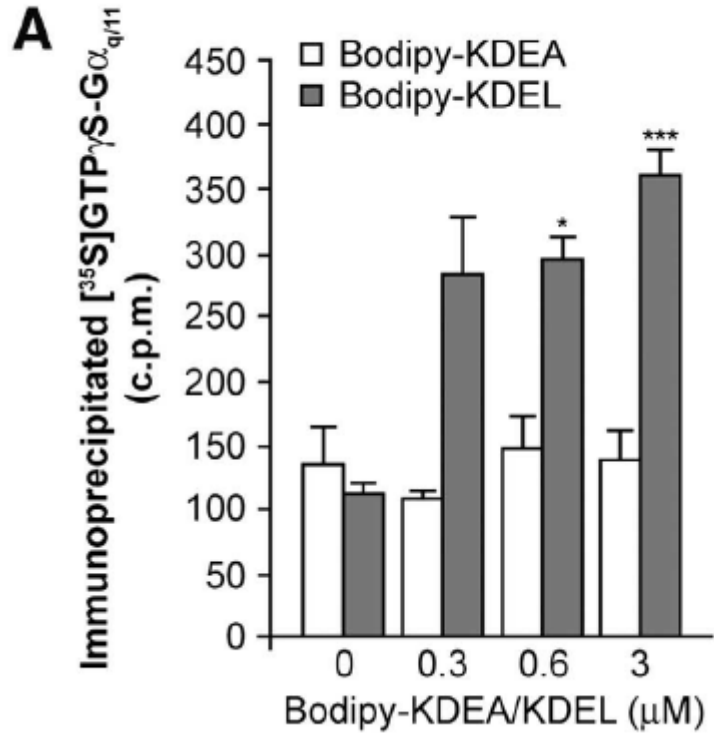 A
Immunoprecipitated [³⁵S]GTPγS-Gα q/11
(c.p.m.)
Bodipy-KDEA
Bodipy-KDEL
450
400
350
300
250
200
150
100
50
0
***
*
0 0.3 0.6 3
Bodipy-KDEA/KDEL (μM)